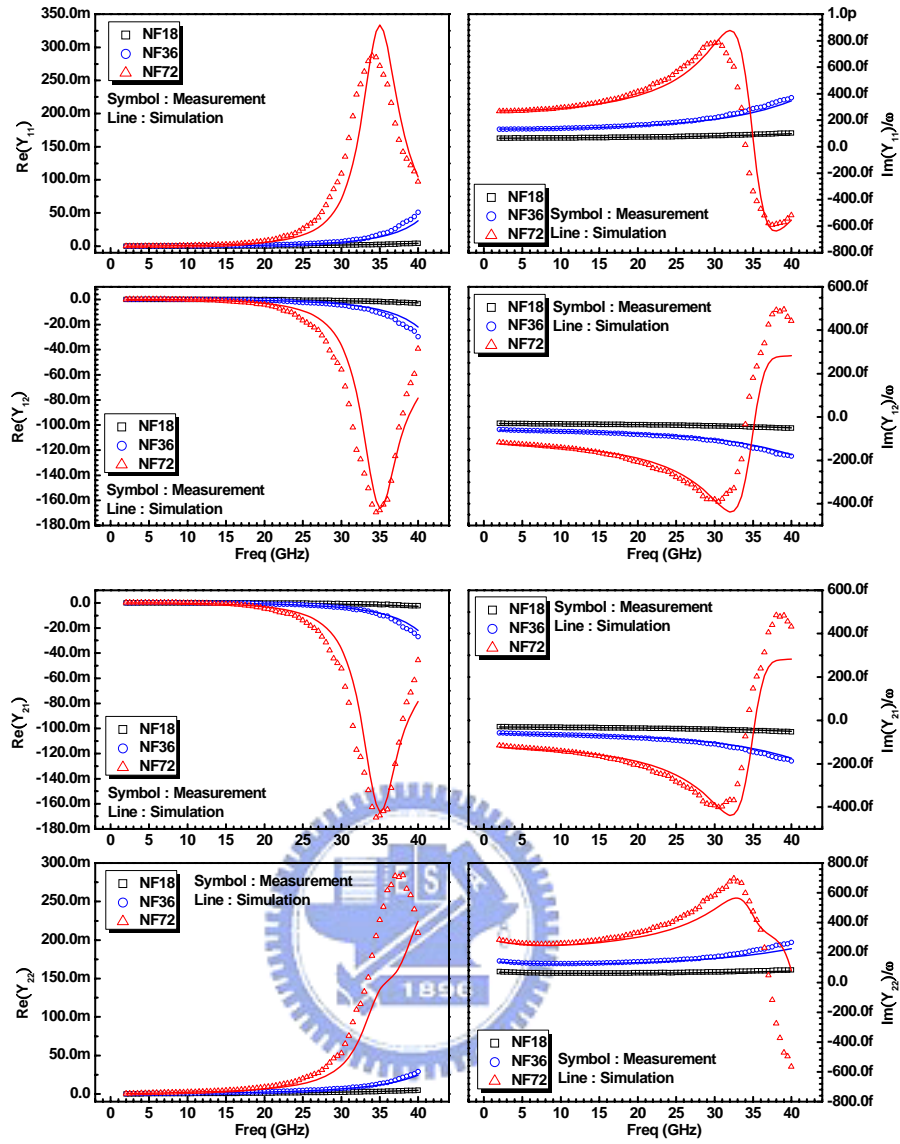 350.0m
300.0m
250.0m
200.0m
150.0m
100.0m
50.0m
0.0
Re(Y11)
NF18
NF36
NF72
Symbol : Measurement
Line : Simulation
0 5 10 15 20 25 30 35 40
1.0p
800.0f
600.0f
400.0f
200.0f
0.0
-200.0f
-400.0f
-600.0f
-800.0f
Im(Y11)/ω
NF18
NF36
NF72
Symbol : Measurement
Line : Simulation
0 5 10 15 20 25 30 35 40
0.0
-20.0m
-40.0m
-60.0m
-80.0m
-100.0m
-120.0m
-140.0m
-160.0m
-180.0m
Re(Y12)
NF18
NF36
NF72
Symbol : Measurement
Line : Simulation
0 5 10 15 20 25 30 35 40
Freq (GHz)
600.0f
400.0f
200.0f
0.0
-200.0f
-400.0f
Im(Y12)/ω
NF18
NF36
NF72
Symbol : Measurement
Line : Simulation
0 5 10 15 20 25 30 35 40
Freq (GHz)
0.0
-20.0m
-40.0m
-60.0m
-80.0m
-100.0m
-120.0m
-140.0m
-160.0m
-180.0m
Re(Y21)
NF18
NF36
NF72
Symbol : Measurement
Line : Simulation
0 5 10 15 20 25 30 35 40
600.0f
400.0f
200.0f
0.0
-200.0f
-400.0f
Im(Y21)/ω
NF18
NF36
NF72
Symbol : Measurement
Line : Simulation
0 5 10 15 20 25 30 35 40
300.0m
250.0m
200.0m
150.0m
100.0m
50.0m
0.0
Re(Y22)
NF18
NF36
NF72
Symbol : Measurement
Line : Simulation
E S
1896
0 5 10 15 20 25 30 35 40
Freq (GHz)
800.0f
600.0f
400.0f
200.0f
0.0
-200.0f
-400.0f
-600.0f
-800.0f
Im(Y22)/ω
NF18
NF36
NF72
Symbol : Measurement
Line : Simulation
0 5 10 15 20 25 30 35 40
Freq (GHz)